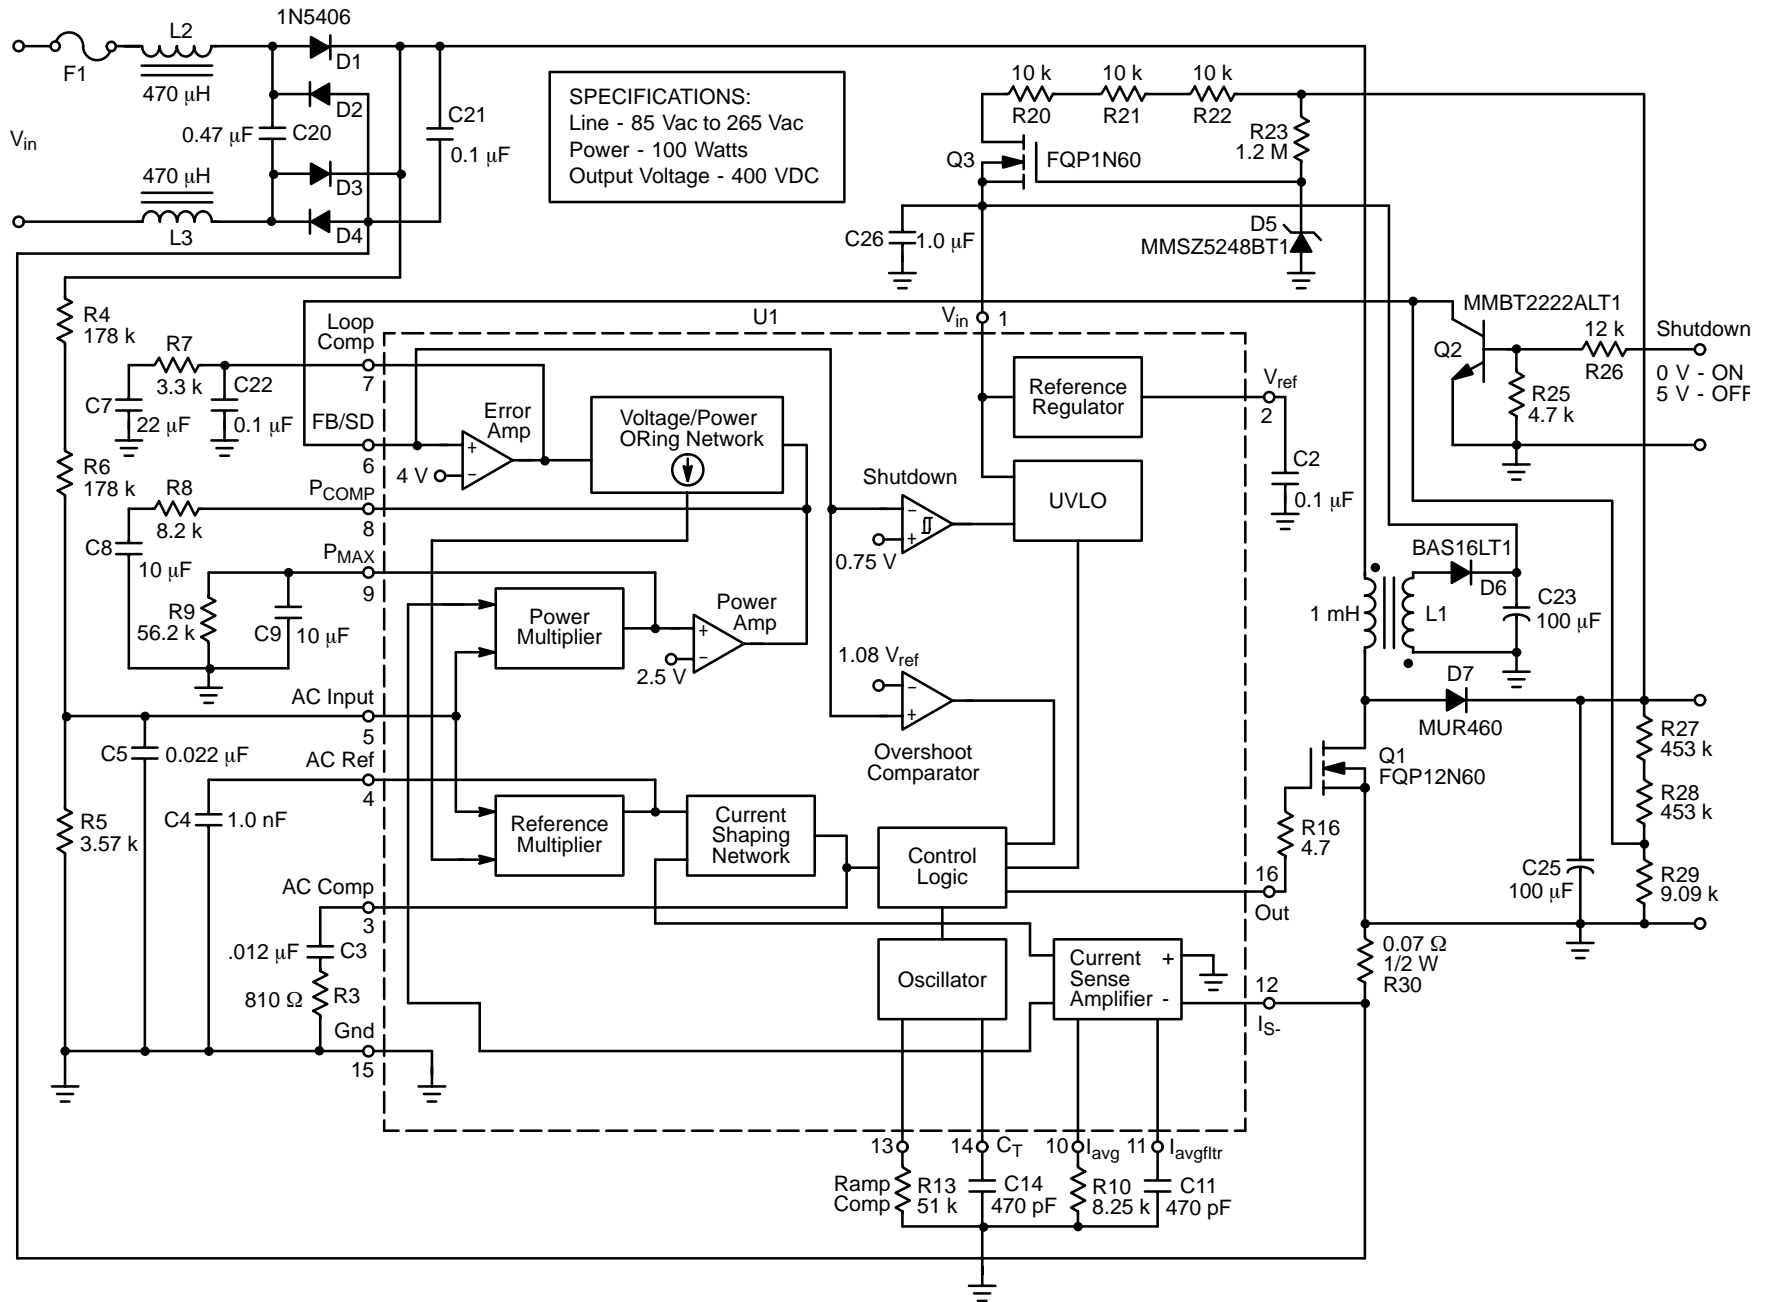 1N5406
L2
D1
F1
470 μH
D2
Vin
0.47 μF
C20
C21
0.1 μF
470 μH
D3
L3
D4
SPECIFICATIONS:
Line - 85 Vac to 265 Vac
Power - 100 Watts
Output Voltage - 400 VDC
10 k
10 k
10 k
R20
R21
R22
R23
1.2 M
Q3
FQP1N60
C26
1.0 μF
D5
MMSZ5248BT1
R4
178 k
R7
3.3 k
C22
0.1 μF
C7
22 μF
Loop
Comp
7
FB/SD
6
U1
Vin
1
MMBT2222ALT1
Q2
12 k
R26
Shutdown
0 V - ON
5 V - OFF
R25
4.7 k
Error
Amp
+
-
4 V
Voltage/Power
ORing Network
Reference
Regulator
Vref
2
C2
0.1 μF
R6
178 k
R8
8.2 k
C8
10 μF
PCOMP
8
PMAX
9
R9
56.2 k
C9
10 μF
Shutdown
-
+
0.75 V
UVLO
BAS16LT1
D6
1 mH
L1
C23
100 μF
Power
Multiplier
Power
Amp
+
-
2.5 V
1.08 Vref
-
+
Overshoot
Comparator
D7
MUR460
AC Input
5
C5
0.022 μF
AC Ref
4
C4
1.0 nF
R5
3.57 k
Reference
Multiplier
Current
Shaping
Network
Control
Logic
Q1
FQP12N60
R16
4.7
16
Out
R27
453 k
R28
453 k
C25
100 μF
R29
9.09 k
AC Comp
3
.012 μF
C3
810 Ω
R3
Gnd
15
Oscillator
Current
Sense
Amplifier
+
-
12
IS-
0.07 Ω
1/2 W
R30
13
14
CT
10
Iavg
11
Iavgfltr
Ramp
Comp
R13
51 k
C14
470 pF
R10
8.25 k
C11
470 pF